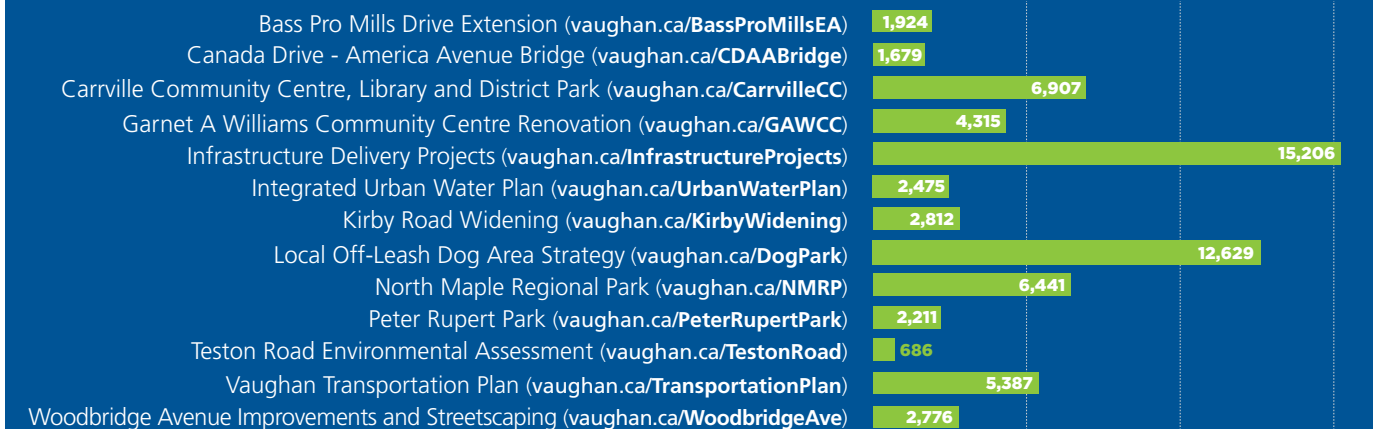 Bass Pro Mills Drive Extension (vaughan.ca/BassProMillsEA) 1,924
Canada Drive - America Avenue Bridge (vaughan.ca/CDAABridge) 1,679
Carrville Community Centre, Library and District Park (vaughan.ca/CarrvilleCC) 6,907
Garnet A Williams Community Centre Renovation (vaughan.ca/GAWCC) 4,315
Infrastructure Delivery Projects (vaughan.ca/InfrastructureProjects) 15,206
Integrated Urban Water Plan (vaughan.ca/UrbanWaterPlan) 2,475
Kirby Road Widening (vaughan.ca/KirbyWidening) 2,812
Local Off-Leash Dog Area Strategy (vaughan.ca/DogPark) 12,629
North Maple Regional Park (vaughan.ca/NMRP) 6,441
Peter Rupert Park (vaughan.ca/PeterRupertPark) 2,211
Teston Road Environmental Assessment (vaughan.ca/TestonRoad) 686
Vaughan Transportation Plan (vaughan.ca/TransportationPlan) 5,387
Woodbridge Avenue Improvements and Streetscaping (vaughan.ca/WoodbridgeAve) 2,776